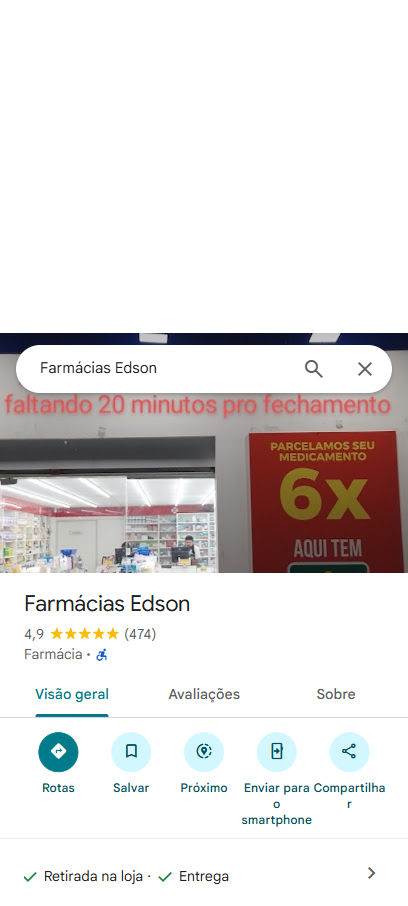 Farmácias Edson
faltando 20 minutos pro fechamento
PARCELAMOS SEU
MEDICAMENTO
6x
AQUI TEM
Farmácias Edson
4,9 (474)
Farmácia ·
Visão geral Avaliações Sobre
Rotas Salvar Próximo Enviar para o smartphone Compartilhar
Retirada na loja · Entrega